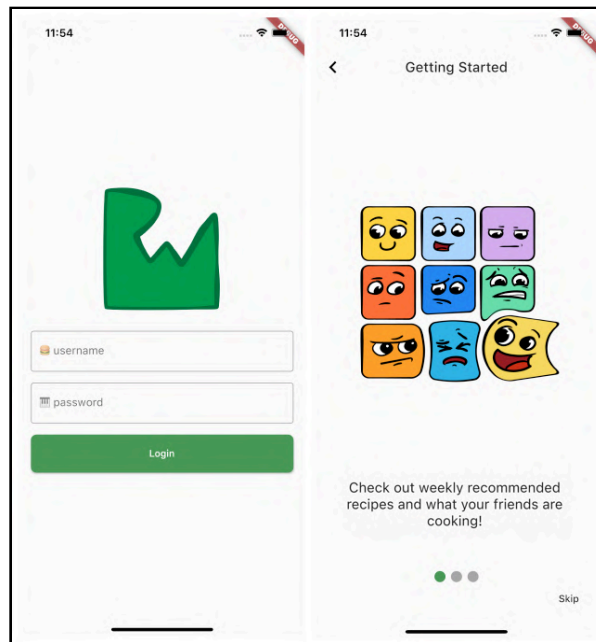 11:54
DEBUG
username
password
Login
11:54
DEBUG
Getting Started
Check out weekly recommended
recipes and what your friends are
cooking!
Skip